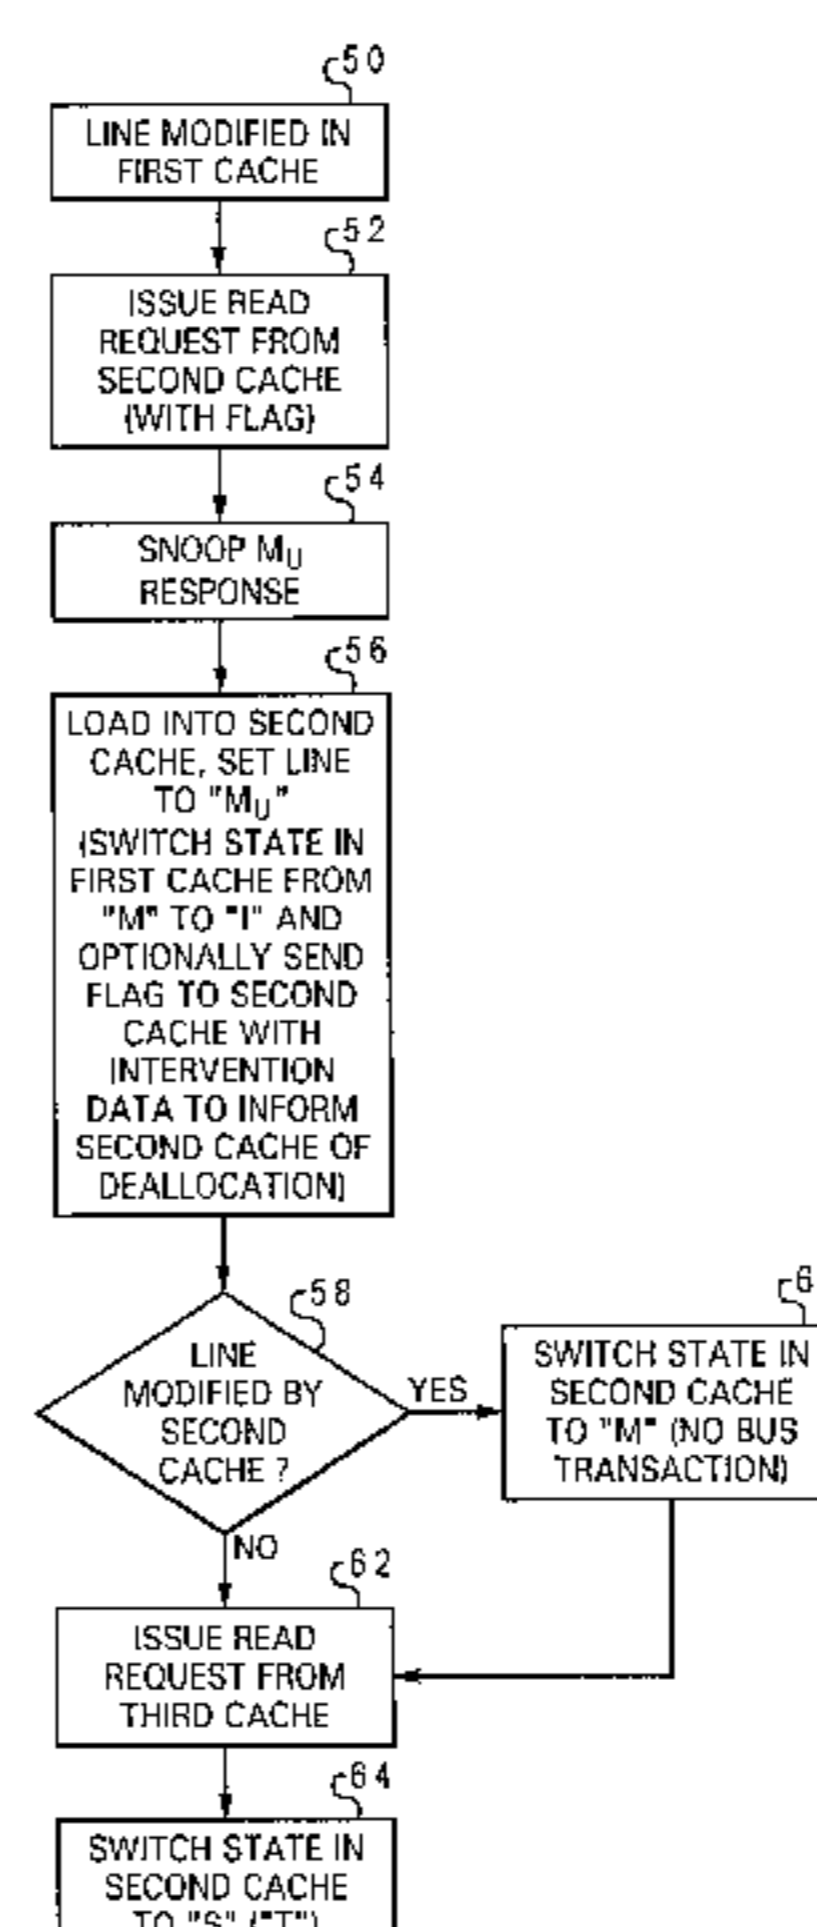 50
LINE MODIFIED IN
FIRST CACHE
52
ISSUE READ
REQUEST FROM
SECOND CACHE
(WITH FLAG)
54
SNOOP MU
RESPONSE
56
LOAD INTO SECOND
CACHE, SET LINE
TO "MU"
(SWITCH STATE IN
FIRST CACHE FROM
"M" TO "I" AND
OPTIONALLY SEND
FLAG TO SECOND
CACHE WITH
INTERVENTION
DATA TO INFORM
SECOND CACHE OF
DEALLOCATION)
58
LINE
MODIFIED BY
SECOND
CACHE ?
YES
6
SWITCH STATE IN
SECOND CACHE
TO "M" (NO BUS
TRANSACTION)
NO
62
ISSUE READ
REQUEST FROM
THIRD CACHE
64
SWITCH STATE IN
SECOND CACHE
TO "S" ("T")